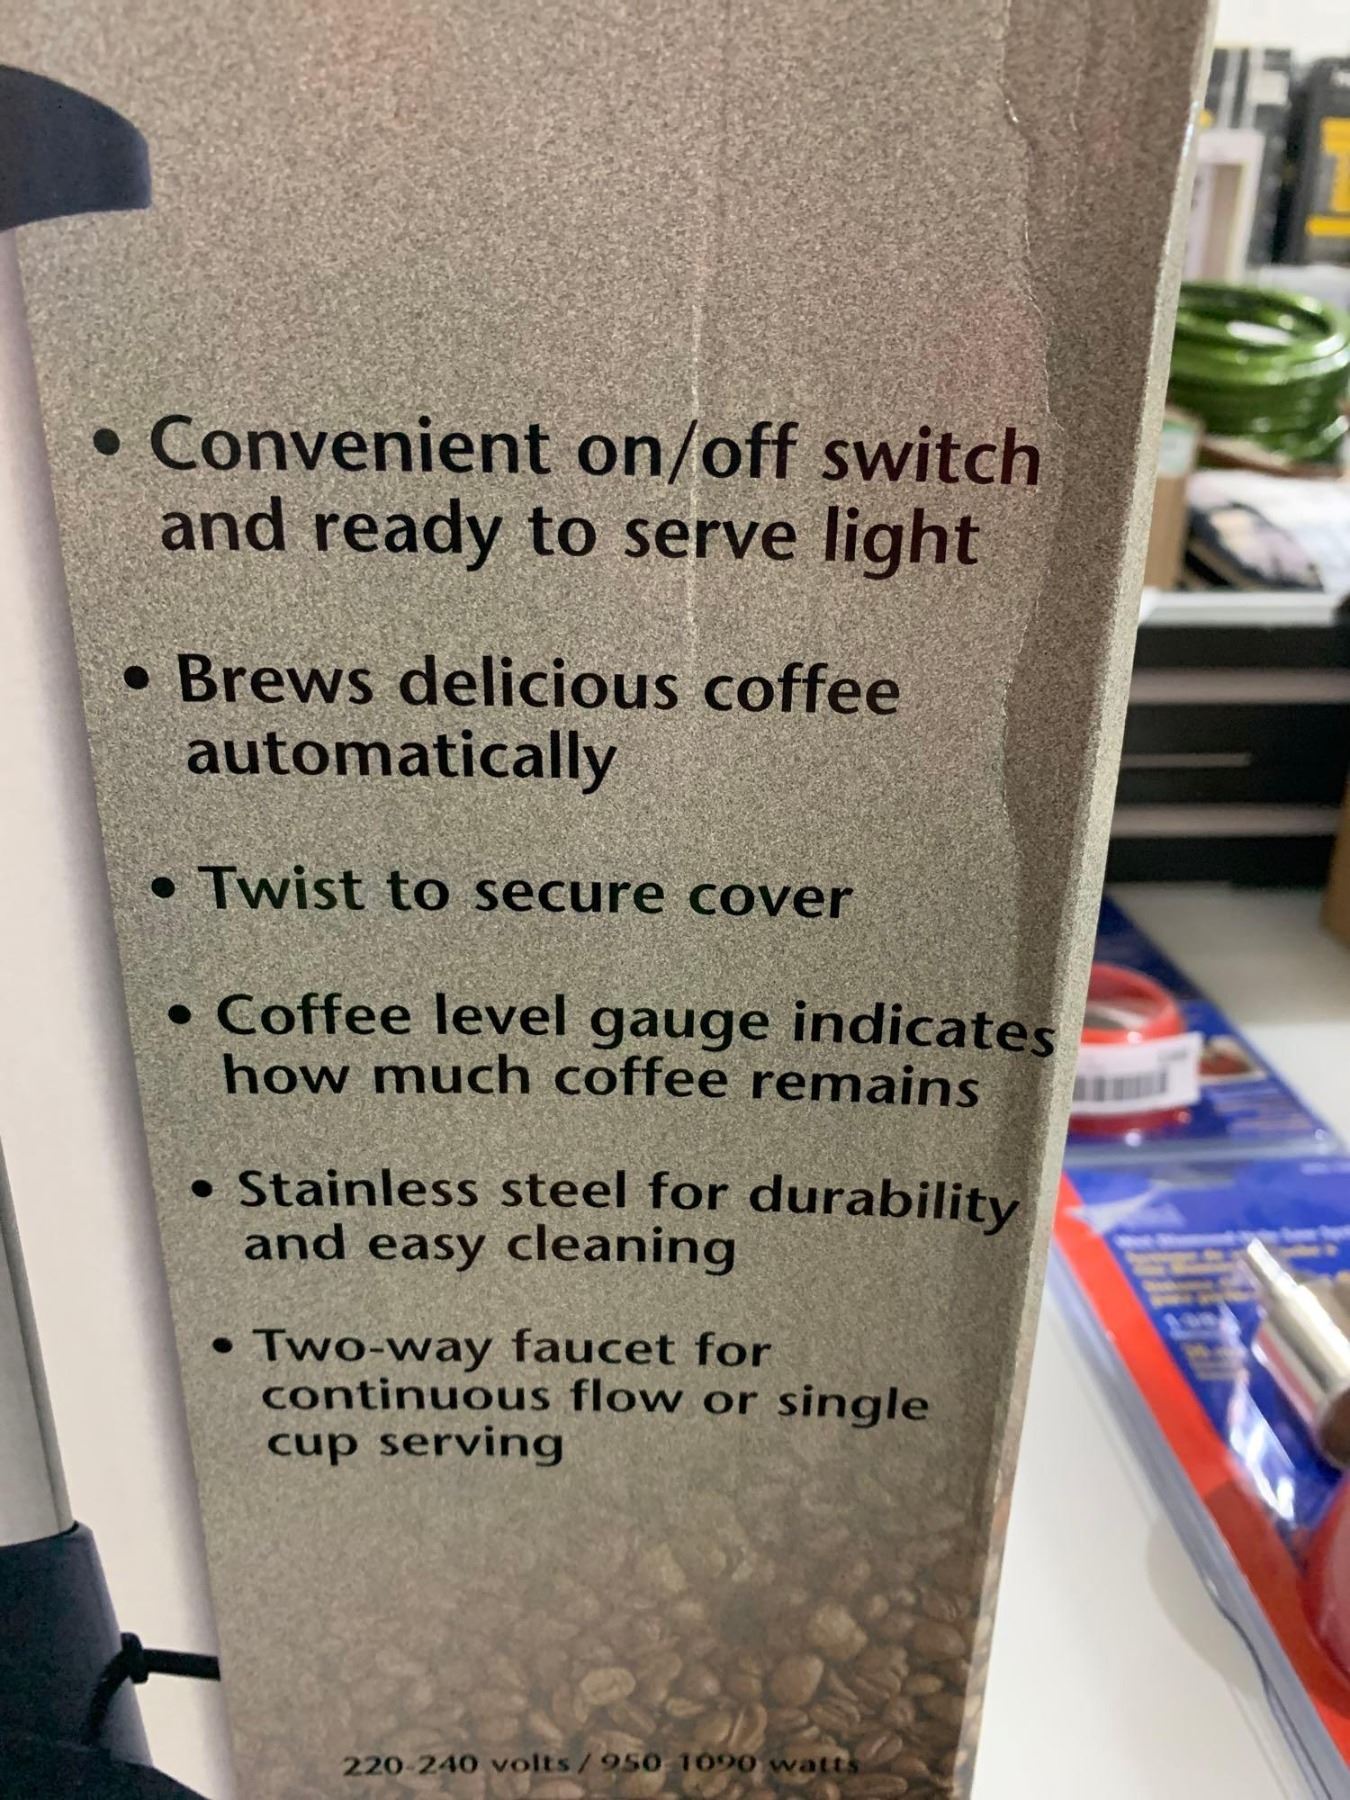 • Convenient on/off switch
and ready to serve light
• Brews delicious coffee
automatically
• Twist to secure cover
• Coffee level gauge indicates
how much coffee remains
• Stainless steel for durability
and easy cleaning
• Two-way faucet for
continuous flow or single
cup serving
220-240 volts / 950-1090 watts